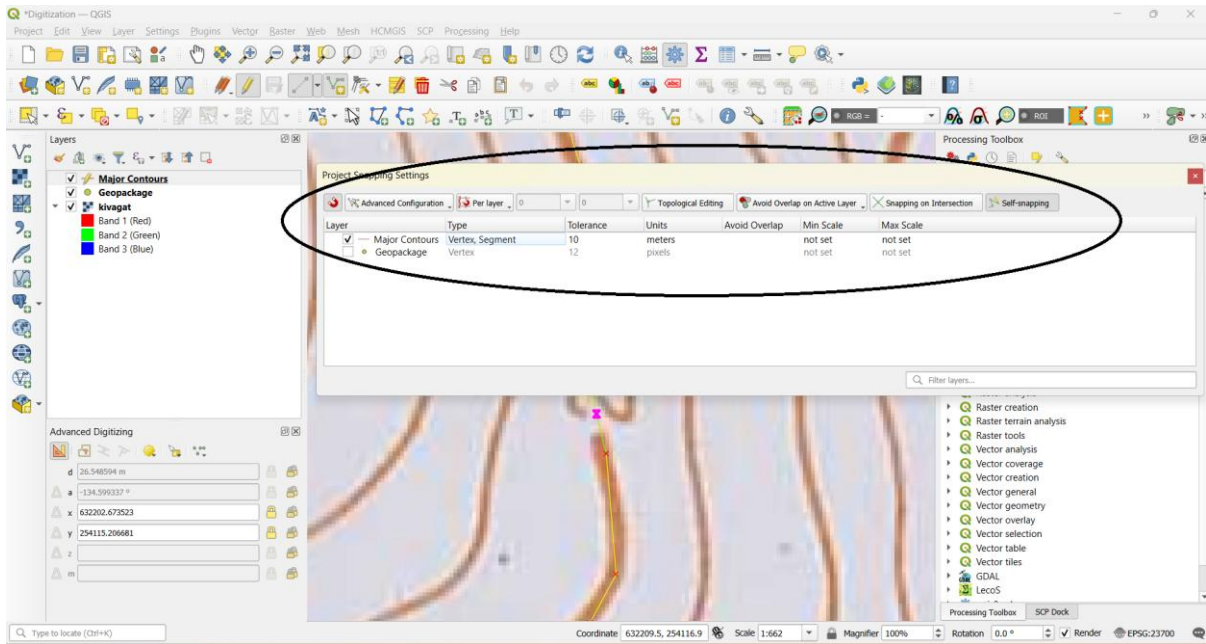 *Digitization — QGIS
Project Edit View Layer Settings Plugins Vector Raster Web Mesh HCMGIS SCP Processing Help
RGB = -
ROI
Layers
Processing Toolbox
Major Contours
Geopackage
kivagat
Band 1 (Red)
Band 2 (Green)
Band 3 (Blue)
Project Snapping Settings
Advanced Configuration Per layer 0 0 Topological Editing Avoid Overlap on Active Layer Snapping on Intersection Self-snapping
Layer Type Tolerance Units Avoid Overlap Min Scale Max Scale
Major Contours Vertex, Segment 10 meters not set not set
Geopackage Vertex 12 pixels not set not set
Filter layers...
Raster creation
Raster terrain analysis
Raster tools
Vector analysis
Vector coverage
Vector creation
Vector general
Vector geometry
Vector overlay
Vector selection
Vector table
Vector tiles
GDAL
LecoS
Processing Toolbox SCP Dock
Advanced Digitizing
d 26.548594 m
a -134.599337 °
x 632202.673523
y 254115.206681
z
m
Type to locate (Ctrl+K) Coordinate 632209.5, 254116.9 Scale 1:662 Magnifier 100% Rotation 0.0 ° Render EPSG:23700